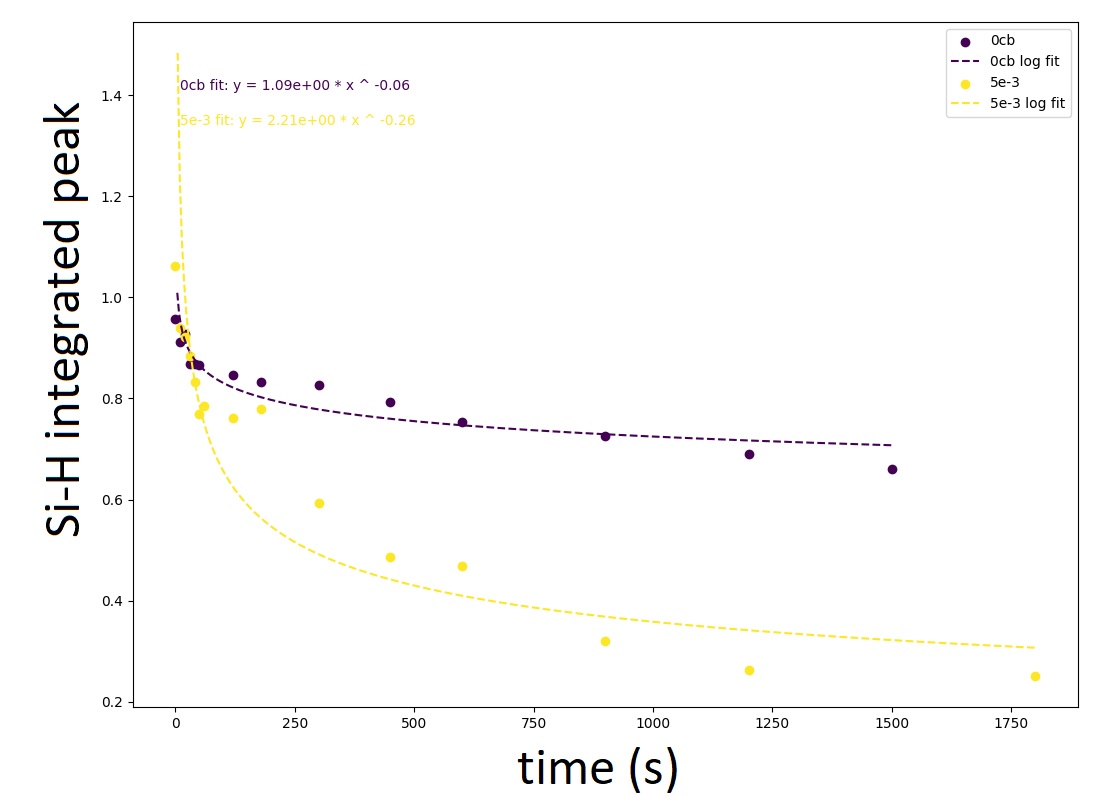 0cb
0cb log fit
5e-3
5e-3 log fit
0cb fit: y = 1.09e+00 * x ^ -0.06
5e-3 fit: y = 2.21e+00 * x ^ -0.26
Si-H integrated peak
1.4
1.2
1.0
0.8
0.6
0.4
0.2
0 250 500 750 1000 1250 1500 1750
time (s)